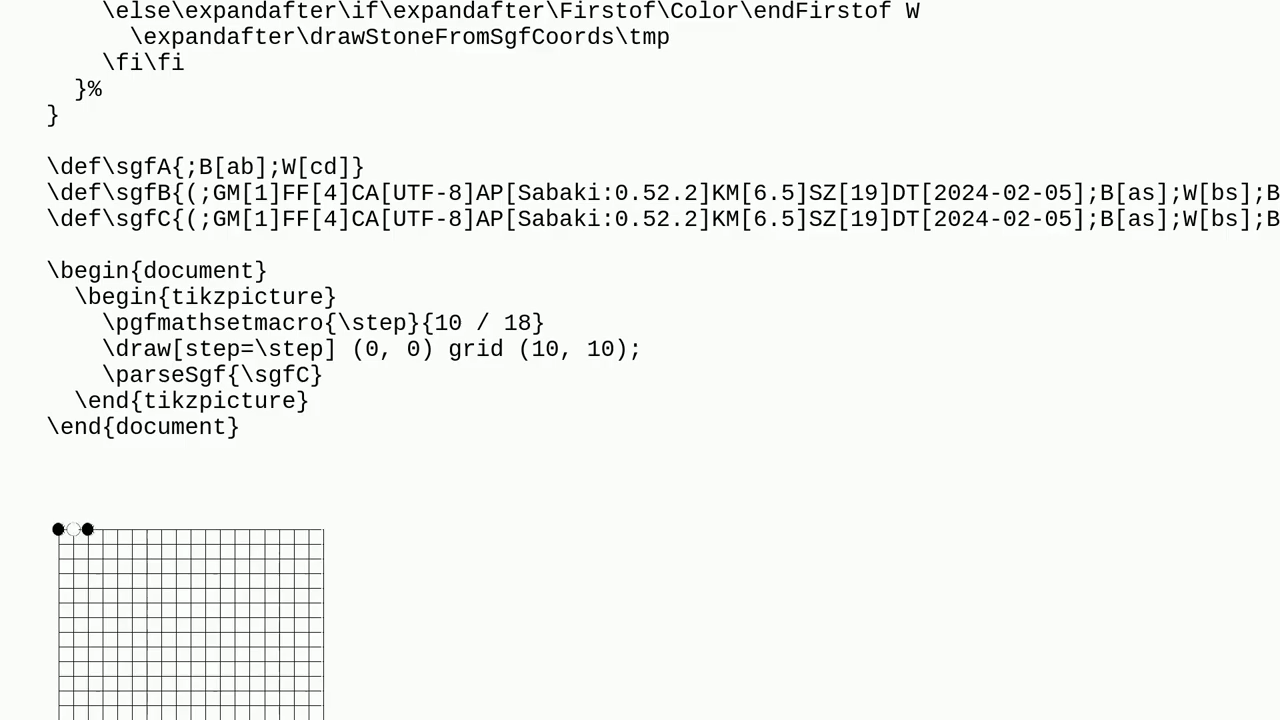 \else\expandafter\if\expandafter\Firstof\Color\endFirstof W
\expandafter\drawStoneFromSgfCoords\tmp
\fi\fi
}%
}
\def\sgfA{;B[ab];W[cd]}
\def\sgfB{(;GM[1]FF[4]CA[UTF-8]AP[Sabaki:0.52.2]KM[6.5]SZ[19]DT[2024-02-05];B[as];W[bs];B
\def\sgfC{(;GM[1]FF[4]CA[UTF-8]AP[Sabaki:0.52.2]KM[6.5]SZ[19]DT[2024-02-05];B[as];W[bs];B
\begin{document}
\begin{tikzpicture}
\pgfmathsetmacro{\step}{10 / 18}
\draw[step=\step] (0, 0) grid (10, 10);
\parseSgf{\sgfC}
\end{tikzpicture}
\end{document}